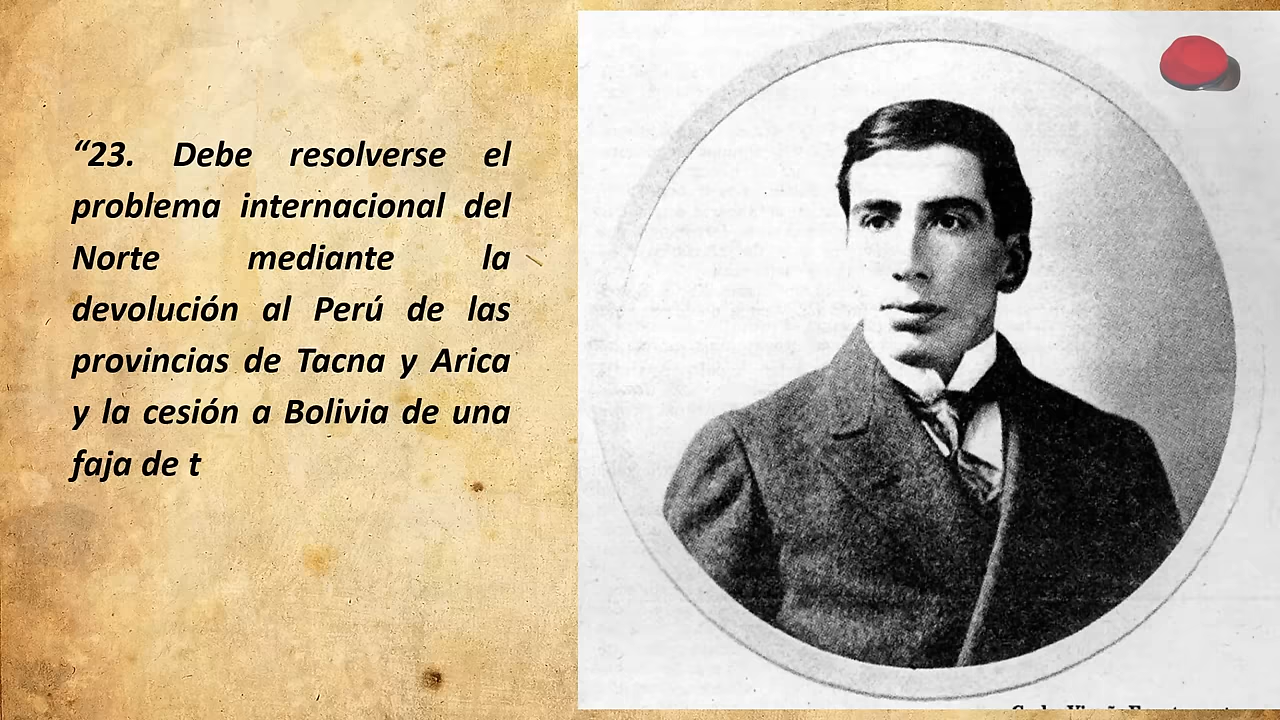 “23. Debe resolverse el
problema internacional del
Norte mediante la
devolución al Perú de las
provincias de Tacna y Arica
y la cesión a Bolivia de una
faja de t